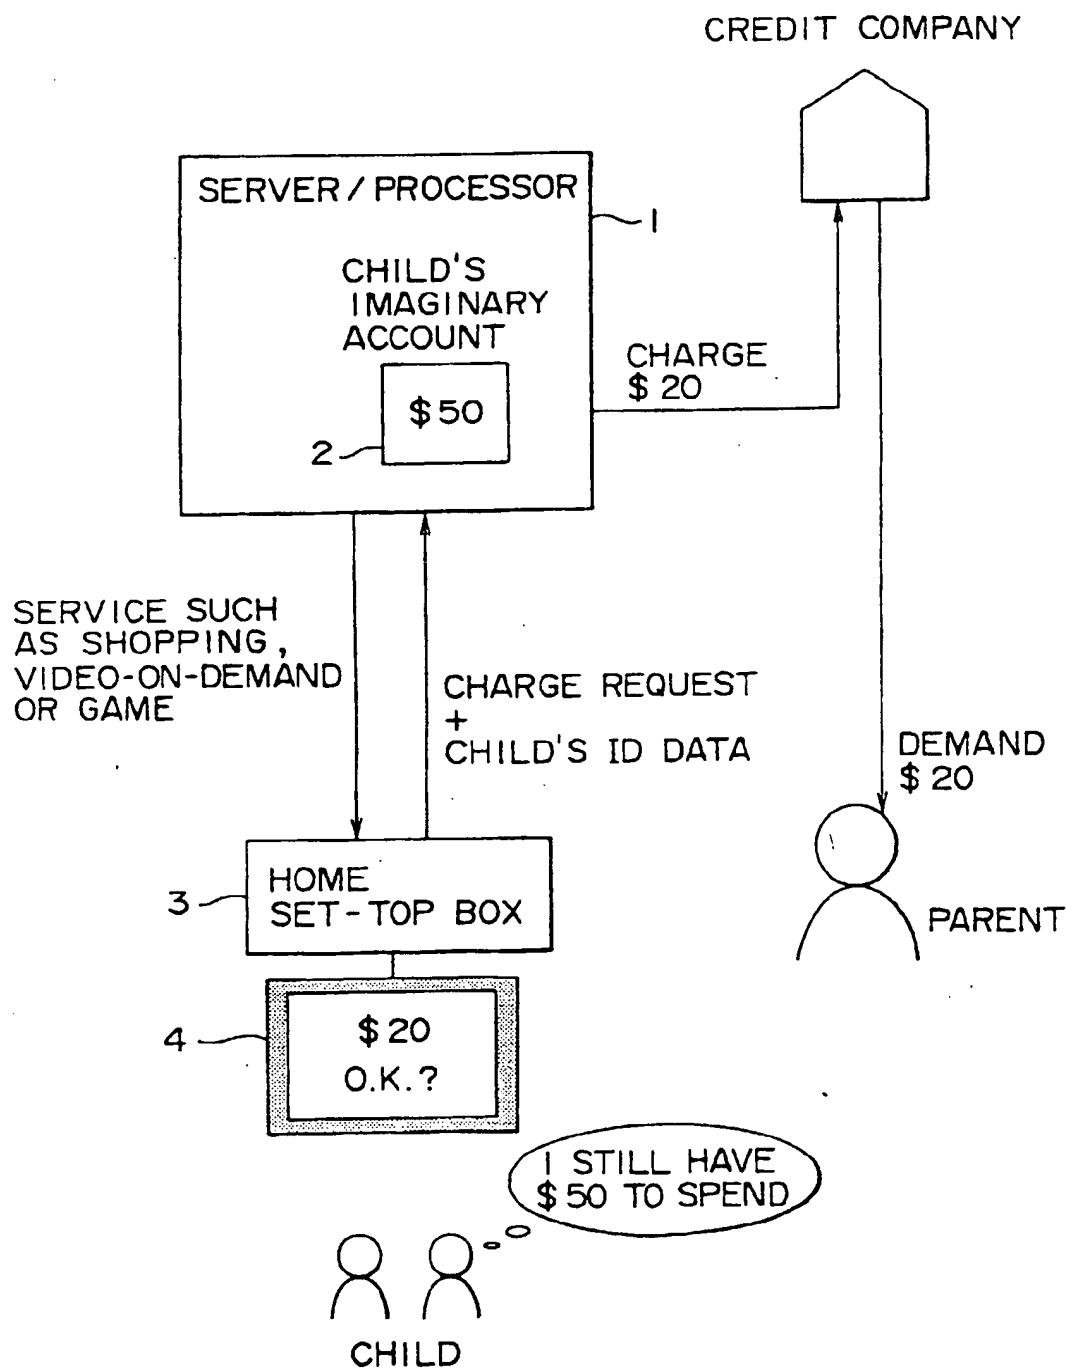 CREDIT COMPANY
SERVER / PROCESSOR
1
CHILD'S
IMAGINARY
ACCOUNT
$ 50
2
CHARGE
$ 20
SERVICE SUCH
AS SHOPPING,
VIDEO-ON-DEMAND
OR GAME
CHARGE REQUEST
+
CHILD'S ID DATA
DEMAND
$ 20
PARENT
3
HOME
SET-TOP BOX
4
$ 20
O.K.?
I STILL HAVE
$ 50 TO SPEND
CHILD